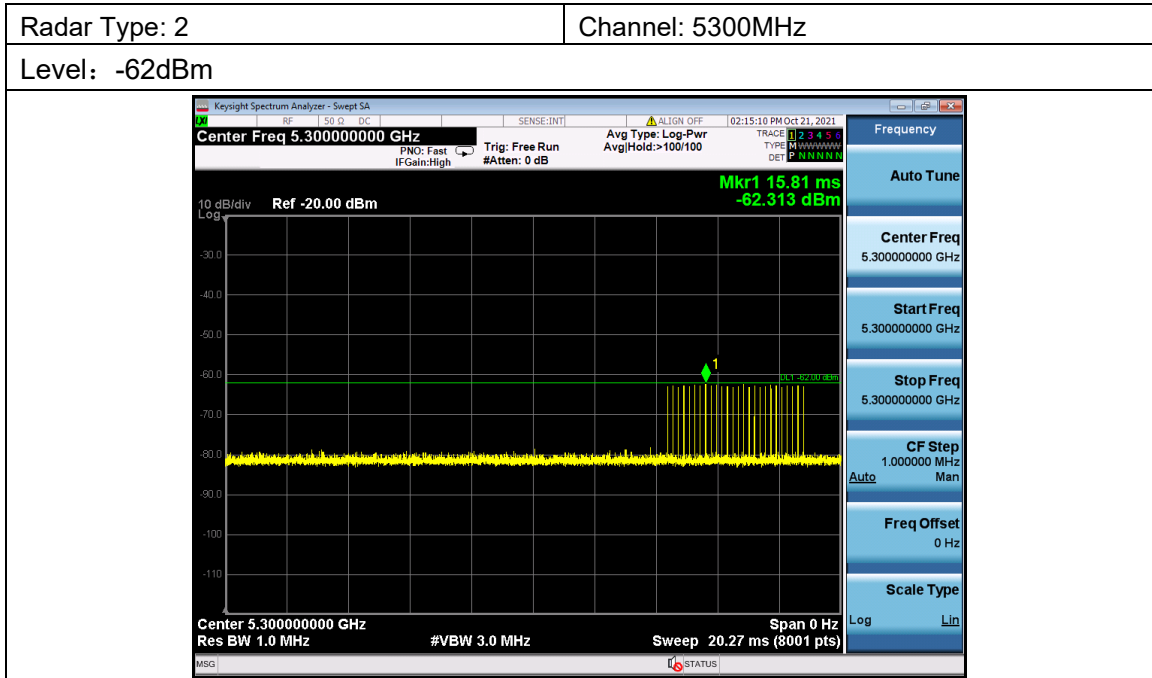 Radar Type: 2
Channel: 5300MHz
Level：-62dBm
Keysight Spectrum Analyzer - Swept SA
LXI RF 50 Ω DC SENSE:INT ALIGN OFF 02:15:10 PM Oct 21, 2021
Center Freq 5.300000000 GHz
PNO: Fast
IFGain:High
Trig: Free Run
#Atten: 0 dB
Avg Type: Log-Pwr
Avg|Hold:>100/100
TRACE 1 2 3 4 5 6
TYPE M WWWWW
DET P N N N N N
Mkr1 15.81 ms
-62.313 dBm
10 dB/div Ref -20.00 dBm
Log
-30.0
-40.0
-50.0
-60.0
-70.0
-80.0
-90.0
-100
-110
1
DL1 -62.00 dBm
Center 5.300000000 GHz Span 0 Hz
Res BW 1.0 MHz #VBW 3.0 MHz Sweep 20.27 ms (8001 pts)
MSG STATUS
Frequency
Auto Tune
Center Freq
5.300000000 GHz
Start Freq
5.300000000 GHz
Stop Freq
5.300000000 GHz
CF Step
1.000000 MHz
Auto Man
Freq Offset
0 Hz
Scale Type
Log Lin